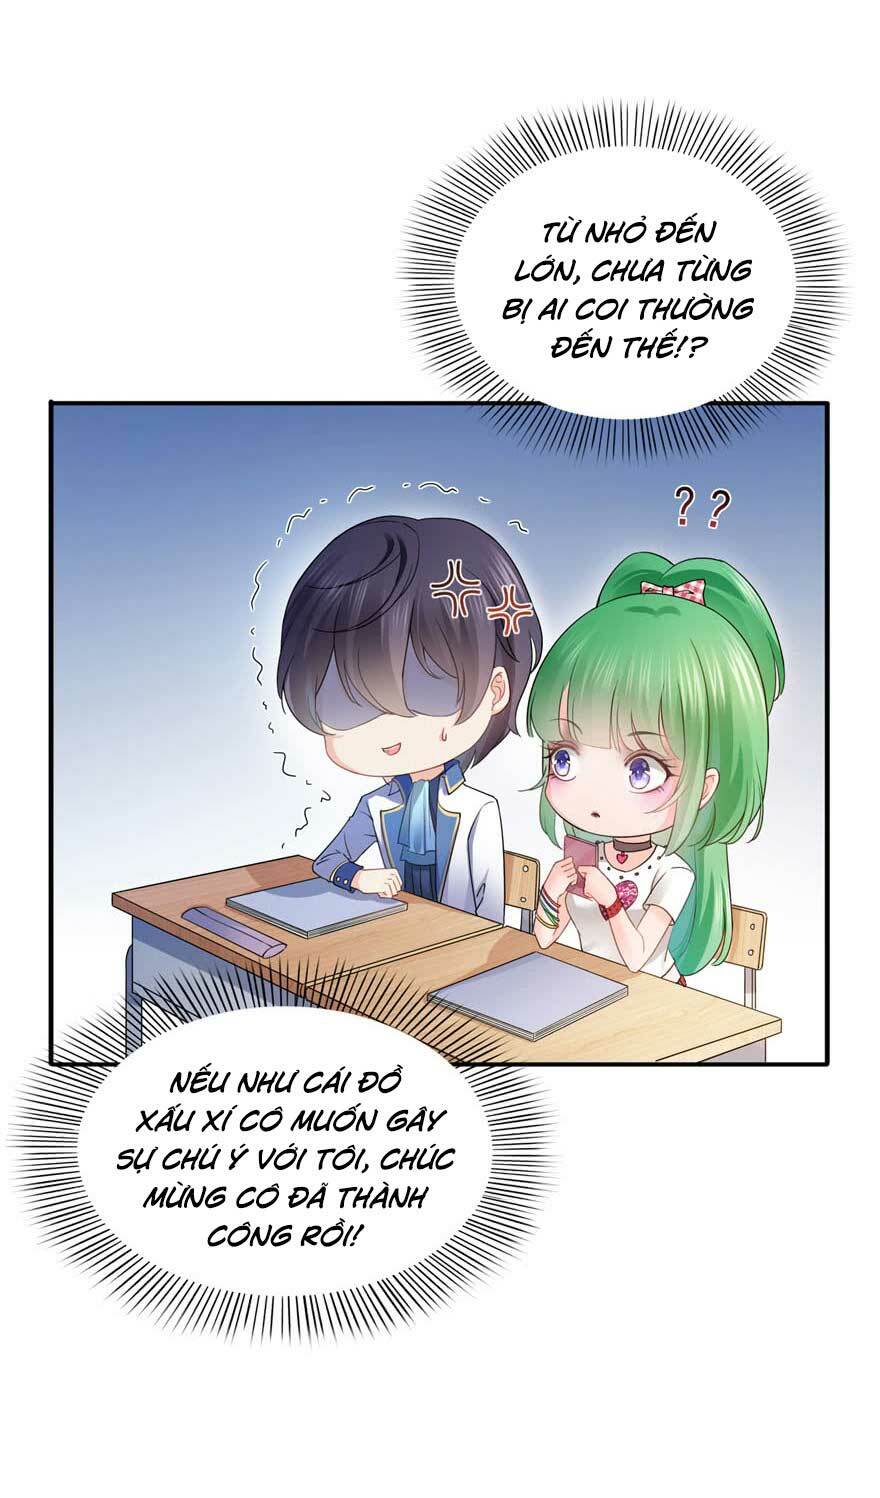 TỪ NHỎ ĐẾN
LỚN, CHƯA TỪNG
BỊ AI COI THƯỜNG
ĐẾN THẾ!?
? ?
NẾU NHƯ CÁI ĐỒ
XẤU XÍ CÔ MUỐN GÂY
SỰ CHÚ Ý VỚI TÔI, CHÚC
MỪNG CÔ ĐÃ THÀNH
CÔNG RỒI!